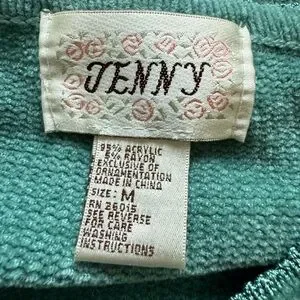 JENNY
95% ACRYLIC
5% RAYON
EXCLUSIVE OF
ORNAMENTATION
MADE IN CHINA
SIZE: M
RN 26015
SEE REVERSE
FOR CARE
WASHING
INSTRUCTIONS